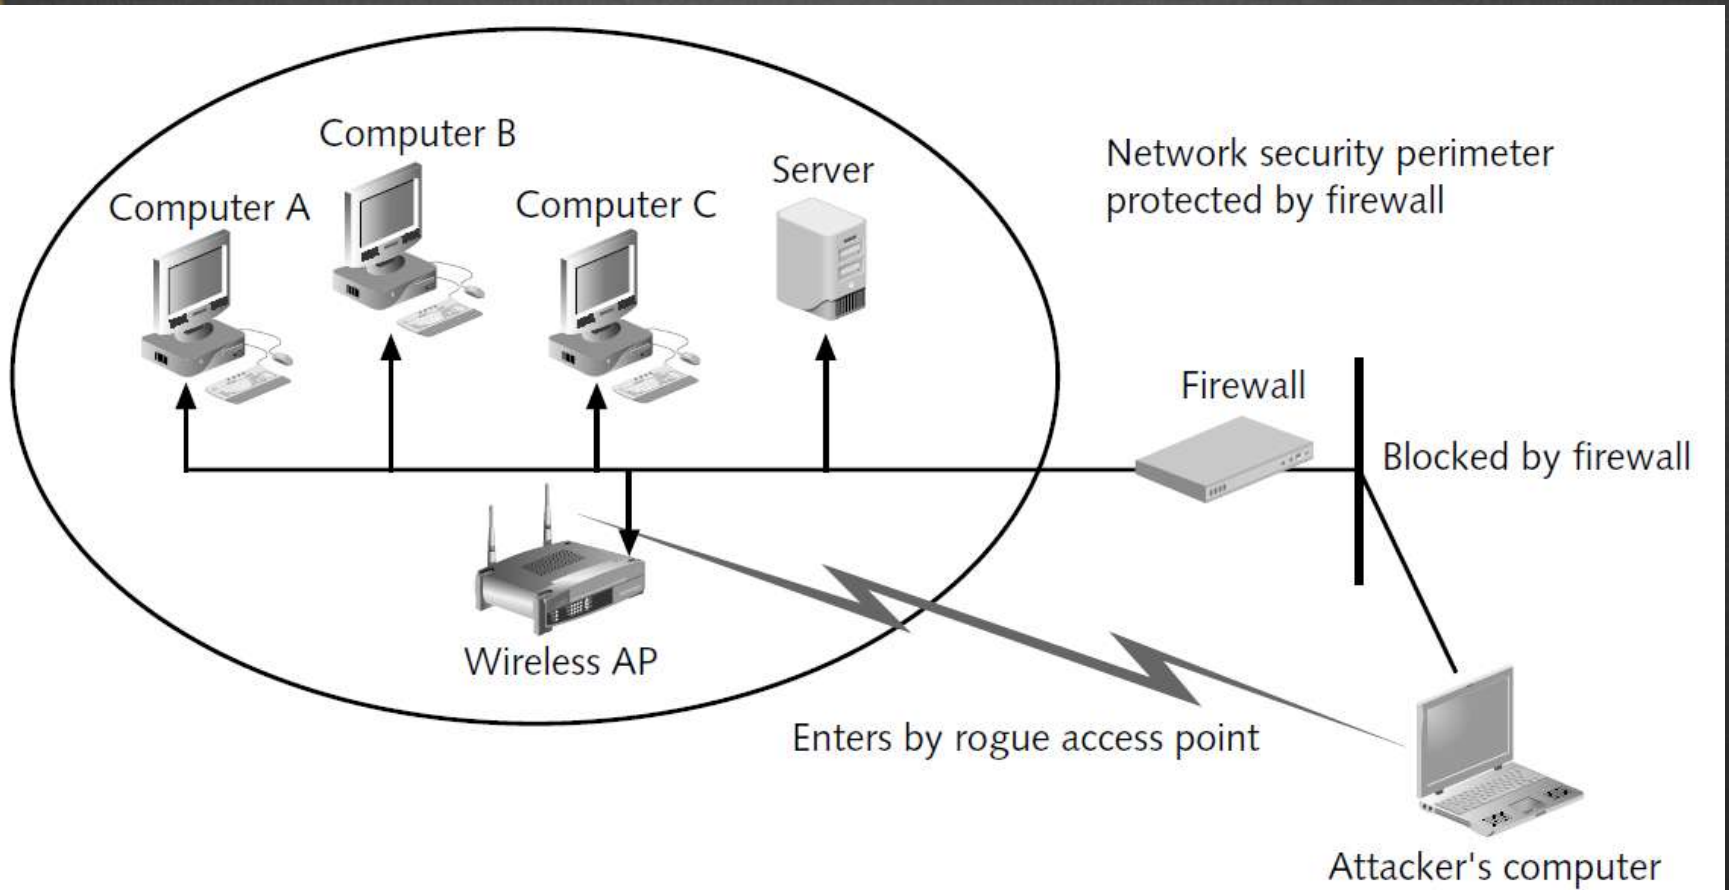 Computer B
Computer A
Computer C
Server
Network security perimeter
protected by firewall
Firewall
Blocked by firewall
Wireless AP
Enters by rogue access point
Attacker's computer